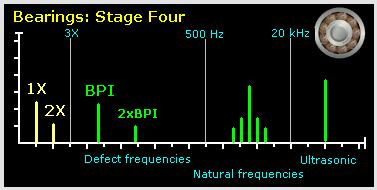 Bearings: Stage Four
3X
500 Hz
20 kHz
1X
2X
BPI
2xBPI
Defect frequencies
Natural frequencies
Ultrasonic